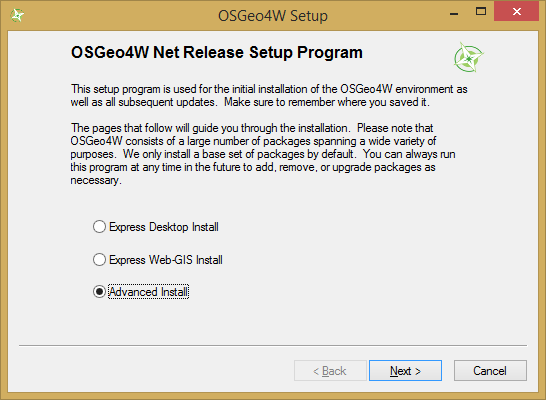 OSGeo4W Setup
OSGeo4W Net Release Setup Program
This setup program is used for the initial installation of the OSGeo4W environment as
well as all subsequent updates.  Make sure to remember where you saved it.
The pages that follow will guide you through the installation.  Please note that
OSGeo4W consists of a large number of packages spanning a wide variety of
purposes.  We only install a base set of packages by default.  You can always run
this program at any time in the future to add, remove, or upgrade packages as
necessary.
Express Desktop Install
Express Web-GIS Install
Advanced Install
< Back Next > Cancel